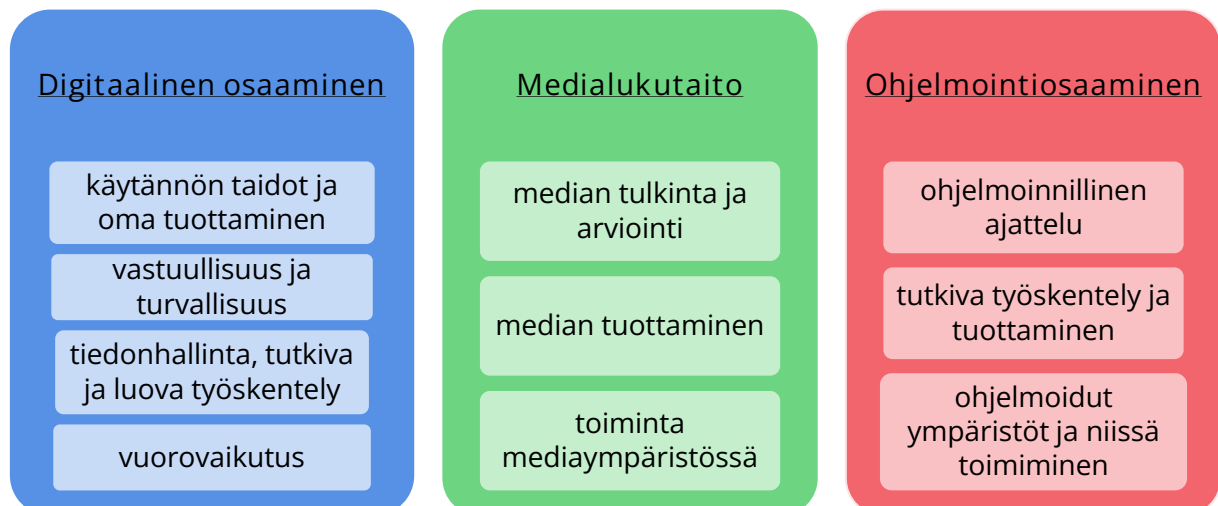 Digitaalinen osaaminen
käytännön taidot ja
oma tuottaminen
vastuullisuus ja
turvallisuus
tiedonhallinta, tutkiva
ja luova työskentely
vuorovaikutus
Medialukutaito
median tulkinta ja
arviointi
median tuottaminen
toiminta
mediaympäristössä
Ohjelmointiosaaminen
ohjelmoinnillinen
ajattelu
tutkiva työskentely ja
tuottaminen
ohjelmoidut
ympäristöt ja niissä
toimiminen